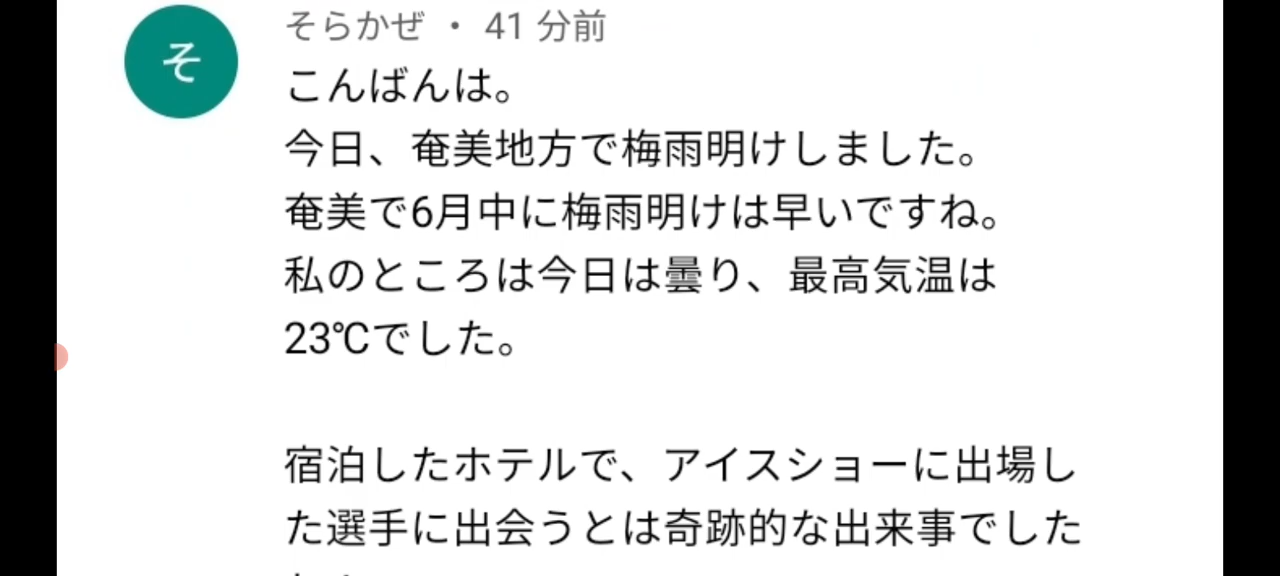 そ
そらかぜ ・ 41 分前
こんばんは。
今日、奄美地方で梅雨明けしました。
奄美で6月中に梅雨明けは早いですね。
私のところは今日は曇り、最高気温は
23℃でした。
宿泊したホテルで、アイスショーに出場し
た選手に出会うとは奇跡的な出来事でした